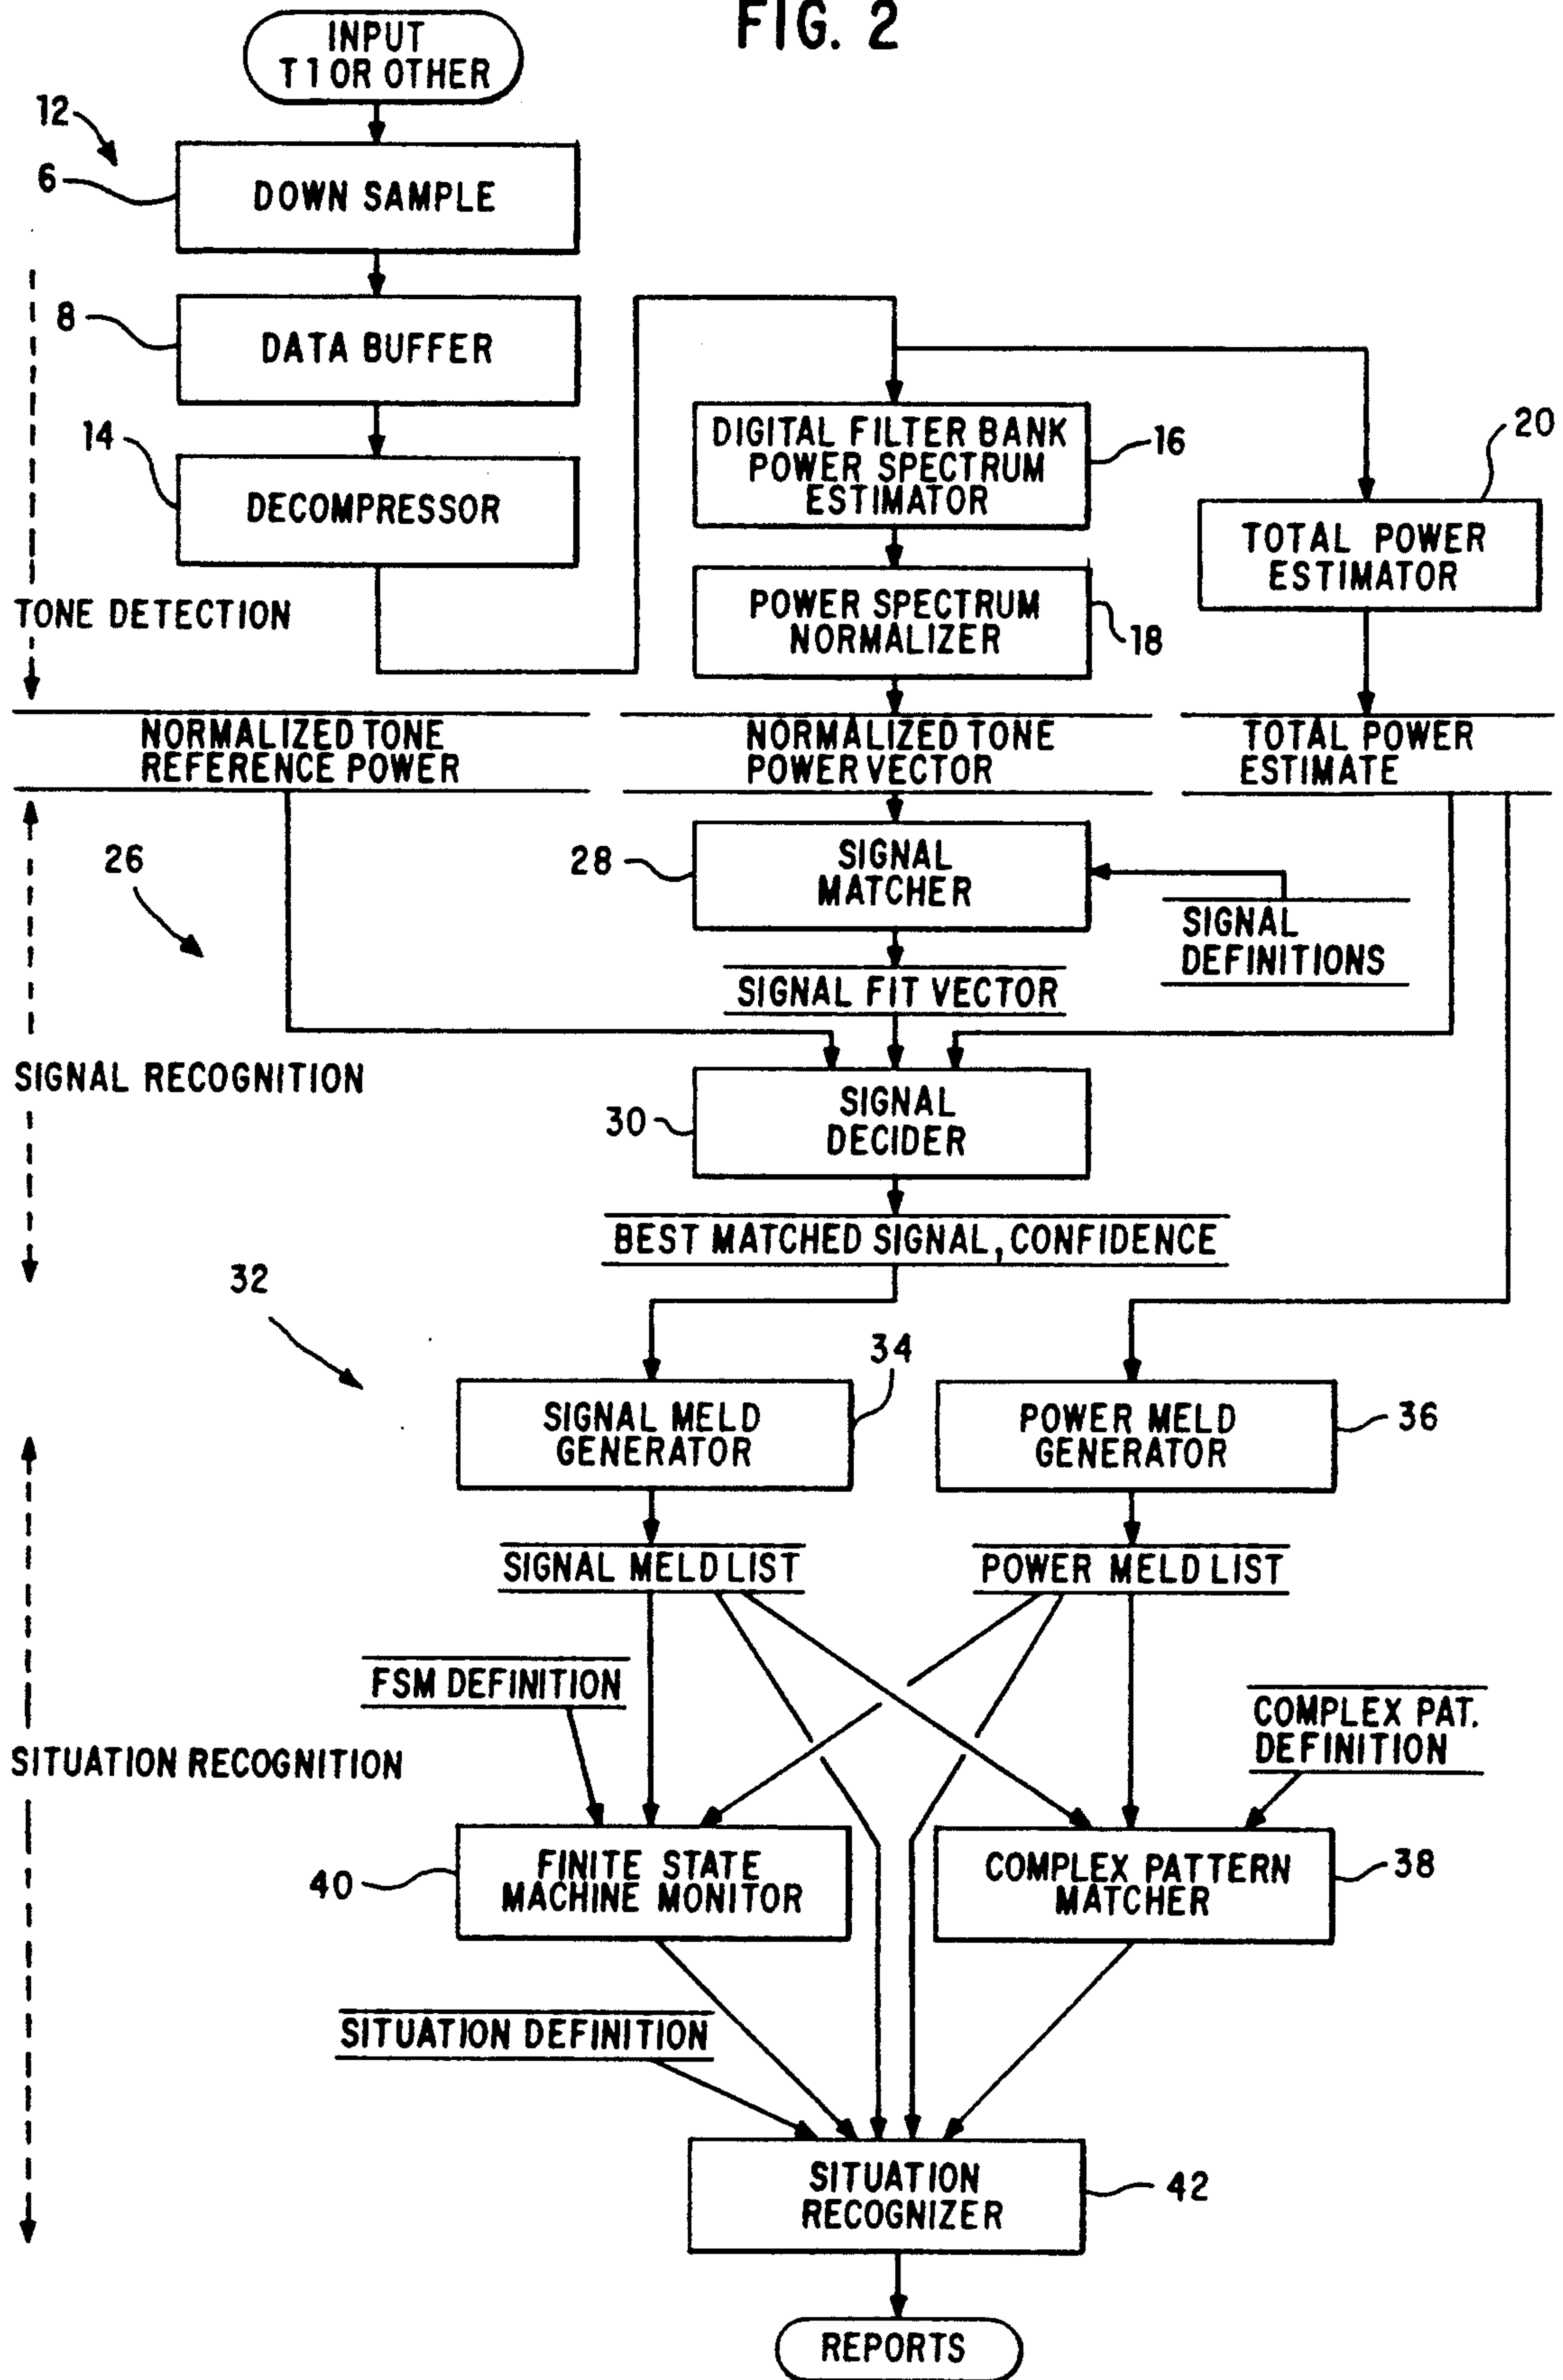 FIG. 2
INPUT
T1 OR OTHER
12
6
DOWN SAMPLE
8
DATA BUFFER
14
DECOMPRESSOR
DIGITAL FILTER BANK
POWER SPECTRUM
ESTIMATOR
16
20
TOTAL POWER
ESTIMATOR
POWER SPECTRUM
NORMALIZER
18
TONE DETECTION
NORMALIZED TONE
REFERENCE POWER
NORMALIZED TONE
POWER VECTOR
TOTAL POWER
ESTIMATE
26
28
SIGNAL
MATCHER
SIGNAL
DEFINITIONS
SIGNAL FIT VECTOR
SIGNAL RECOGNITION
30
SIGNAL
DECIDER
BEST MATCHED SIGNAL, CONFIDENCE
32
34
SIGNAL MELD
GENERATOR
POWER MELD
GENERATOR
36
SIGNAL MELD LIST
POWER MELD LIST
FSM DEFINITION
COMPLEX PAT.
DEFINITION
SITUATION RECOGNITION
40
FINITE STATE
MACHINE MONITOR
COMPLEX PATTERN
MATCHER
38
SITUATION DEFINITION
SITUATION
RECOGNIZER
42
REPORTS